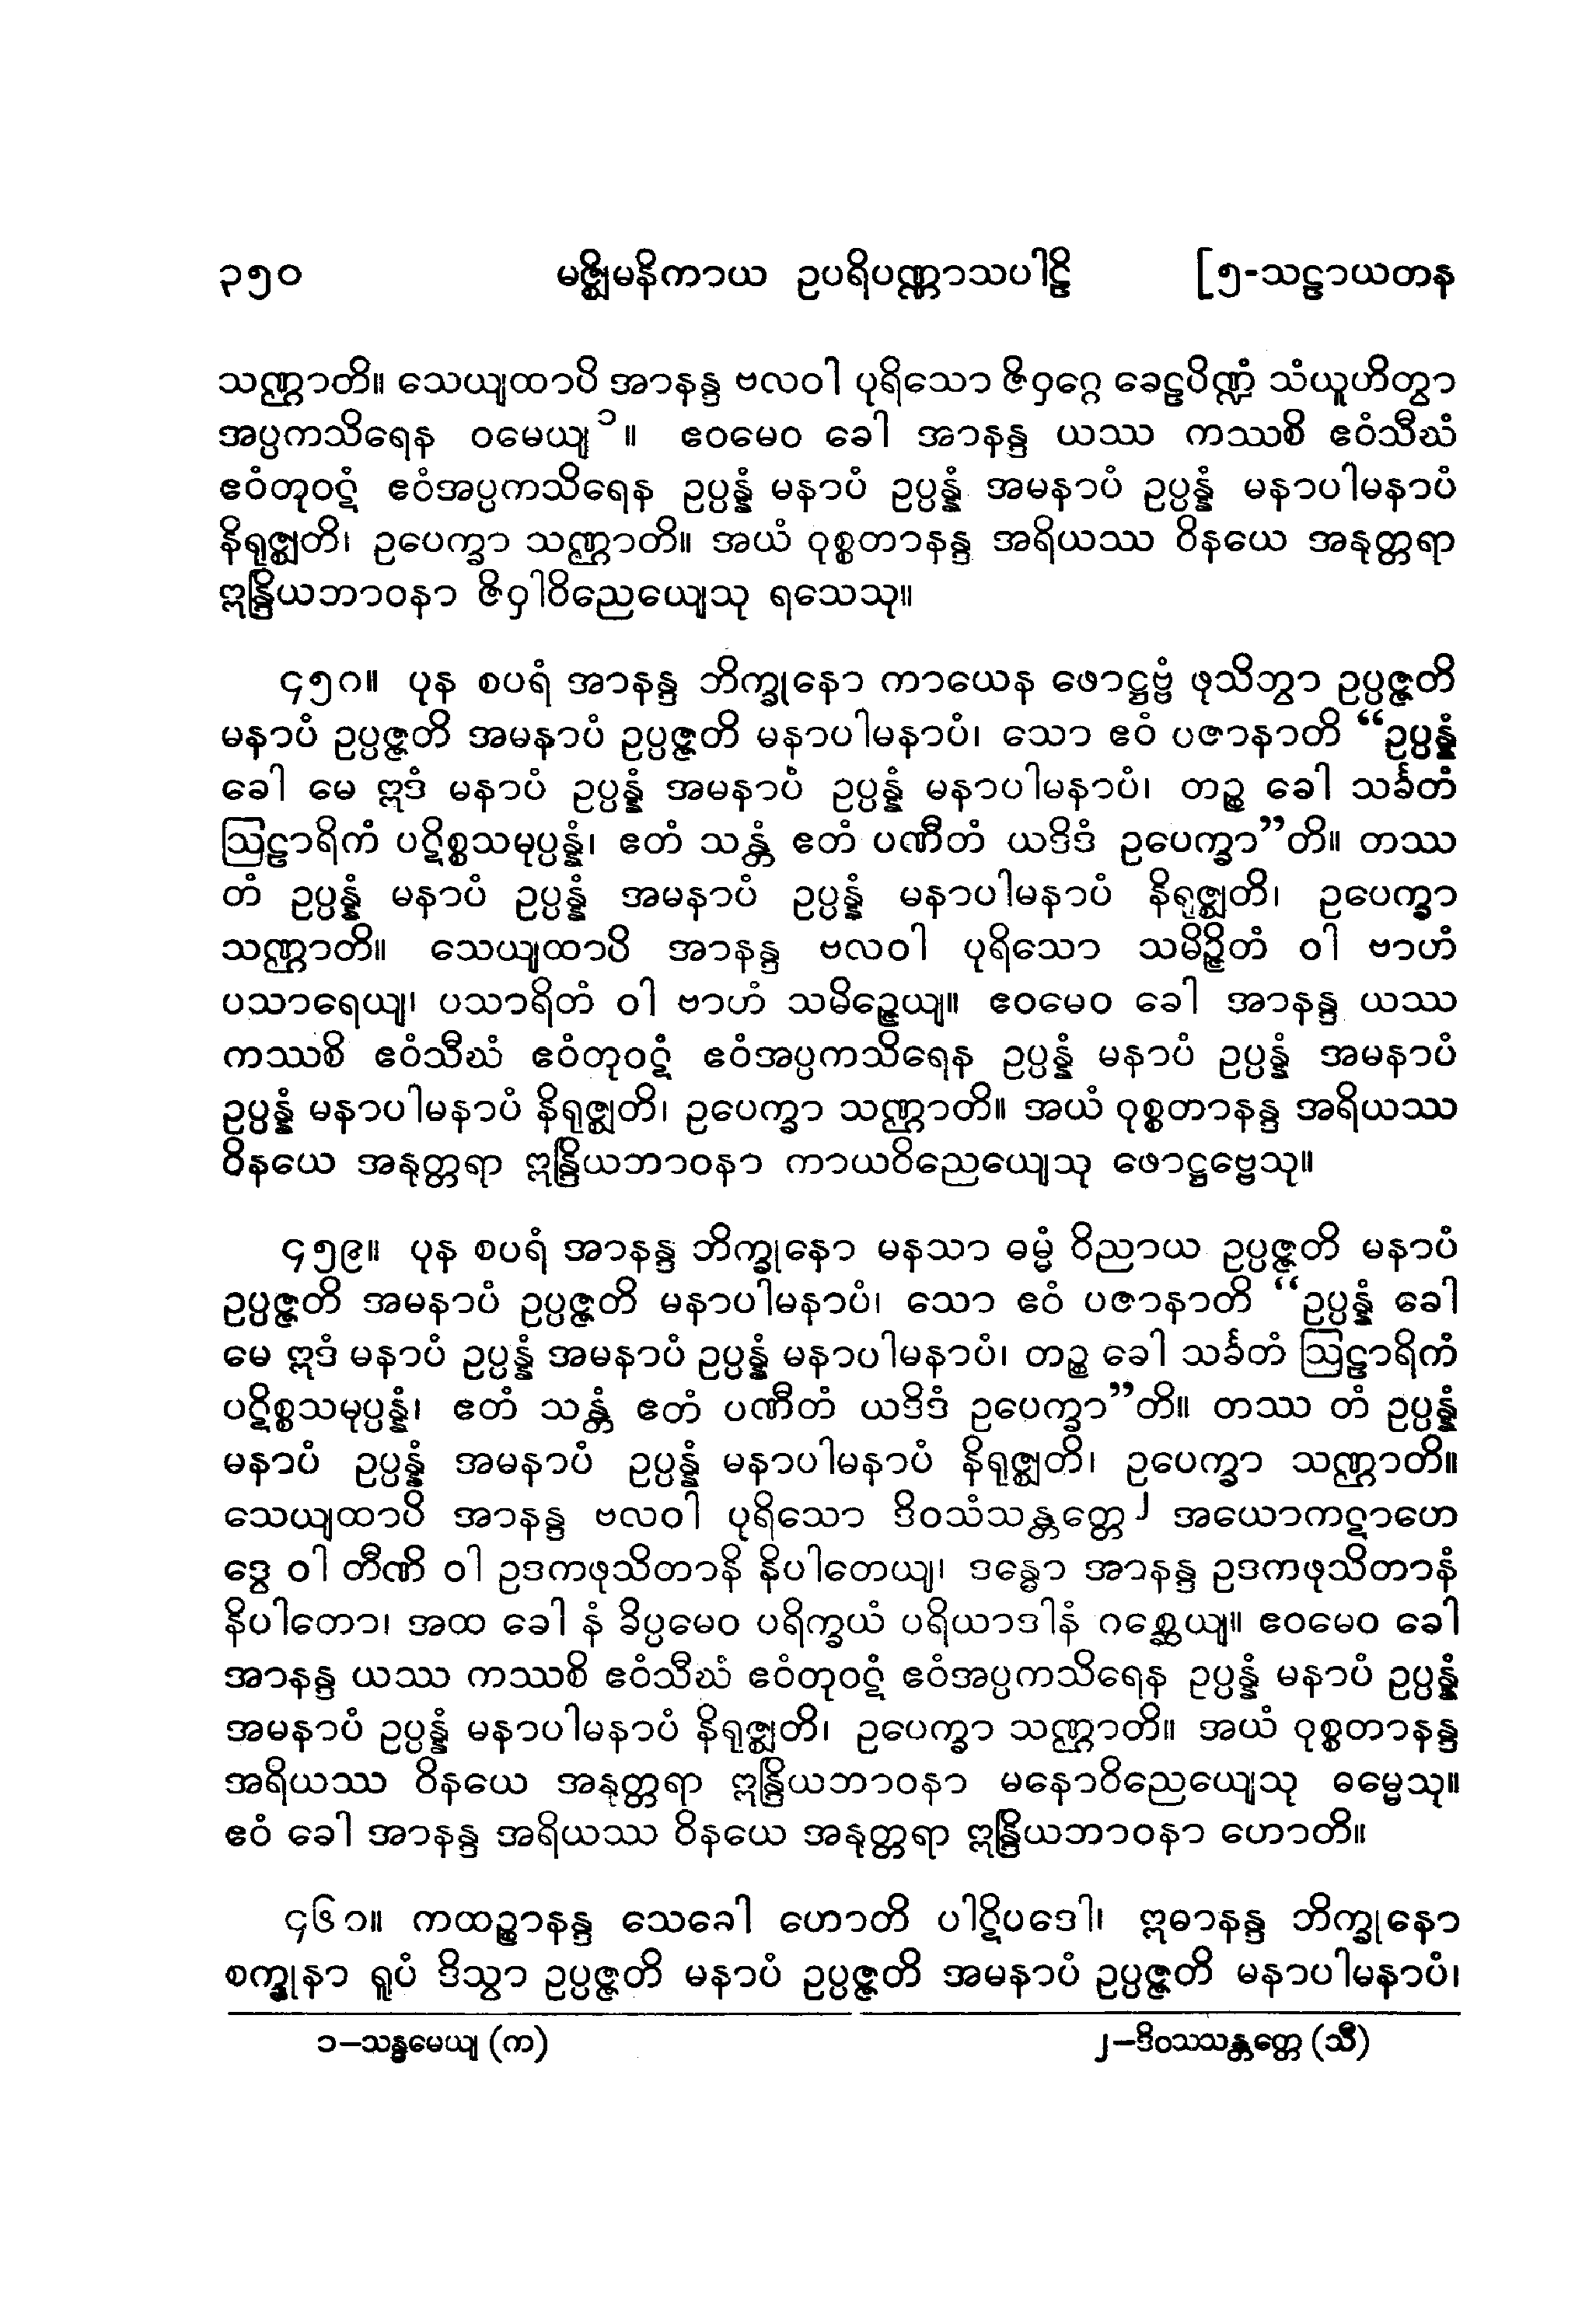 ၃၅၀ မဇ္ဈိမနိကာယ ဥပရိပဏ္ဏာသပါဠိ [၅-သဠာယတန
သဏ္ဌာတိ။ သေယျထာပိ အာနန္ဒ ဗလဝါ ပုရိသော ဇိဝှဂ္ဂေ ခေဠပိဏ္ဍံ သံယူဟိတွာ
အပ္ပကသိရေန ဝမေယျ၁။ ဧဝမေဝ ခေါ အာနန္ဒ ယဿ ကဿစိ ဧဝံသီဃံ
ဧဝံတုဝဋံ ဧဝံအပ္ပကသိရေန ဥပ္ပန္နံ မနာပံ ဥပ္ပန္နံ အမနာပံ ဥပ္ပန္နံ မနာပါမနာပံ
နိရုဇ္ဈတိ၊ ဥပေက္ခာ သဏ္ဌာတိ။ အယံ ဝုစ္စတာနန္ဒ အရိယဿ ဝိနယေ အနုတ္တရာ
ဣန္ဒြိယဘာဝနာ ဇိဝှါဝိညေယျေသု ရသေသု။
၄၅၈။ ပုန စပရံ အာနန္ဒ ဘိက္ခုနော ကာယေန ဖောဋ္ဌဗ္ဗံ ဖုသိတွာ ဥပ္ပဇ္ဇတိ
မနာပံ ဥပ္ပဇ္ဇတိ အမနာပံ ဥပ္ပဇ္ဇတိ မနာပါမနာပံ၊ သော ဧဝံ ပဇာနာတိ “ဥပ္ပန္နံ
ခေါ မေ ဣဒံ မနာပံ ဥပ္ပန္နံ အမနာပံ ဥပ္ပန္နံ မနာပါမနာပံ၊ တဉ္စ ခေါ သင်္ခတံ
ဩဠာရိကံ ပဋိစ္စသမုပ္ပန္နံ၊ ဧတံ သန္တံ ဧတံ ပဏီတံ ယဒိဒံ ဥပေက္ခာ”တိ။ တဿ
တံ ဥပ္ပန္နံ မနာပံ ဥပ္ပန္နံ အမနာပံ ဥပ္ပန္နံ မနာပါမနာပံ နိရုဇ္ဈတိ၊ ဥပေက္ခာ
သဏ္ဌာတိ။ သေယျထာပိ အာနန္ဒ ဗလဝါ ပုရိသော သမိဉ္ဇိတံ ဝါ ဗာဟံ
ပသာရေယျ၊ ပသာရိတံ ဝါ ဗာဟံ သမိဉ္ဇေယျ။ ဧဝမေဝ ခေါ အာနန္ဒ ယဿ
ကဿစိ ဧဝံသီဃံ ဧဝံတုဝဋံ ဧဝံအပ္ပကသိရေန ဥပ္ပန္နံ မနာပံ ဥပ္ပန္နံ အမနာပံ
ဥပ္ပန္နံ မနာပါမနာပံ နိရုဇ္ဈတိ၊ ဥပေက္ခာ သဏ္ဌာတိ။ အယံ ဝုစ္စတာနန္ဒ အရိယဿ
ဝိနယေ အနုတ္တရာ ဣန္ဒြိယဘာဝနာ ကာယဝိညေယျေသု ဖောဋ္ဌဗ္ဗေသု။
၄၅၉။ ပုန စပရံ အာနန္ဒ ဘိက္ခုနော မနသာ ဓမ္မံ ဝိညာယ ဥပ္ပဇ္ဇတိ မနာပံ
ဥပ္ပဇ္ဇတိ အမနာပံ ဥပ္ပဇ္ဇတိ မနာပါမနာပံ၊ သော ဧဝံ ပဇာနာတိ “ဥပ္ပန္နံ ခေါ
မေ ဣဒံ မနာပံ ဥပ္ပန္နံ အမနာပံ ဥပ္ပန္နံ မနာပါမနာပံ၊ တဉ္စ ခေါ သင်္ခတံ ဩဠာရိကံ
ပဋိစ္စသမုပ္ပန္နံ၊ ဧတံ သန္တံ ဧတံ ပဏီတံ ယဒိဒံ ဥပေက္ခာ”တိ။ တဿ တံ ဥပ္ပန္နံ
မနာပံ ဥပ္ပန္နံ အမနာပံ ဥပ္ပန္နံ မနာပါမနာပံ နိရုဇ္ဈတိ၊ ဥပေက္ခာ သဏ္ဌာတိ။
သေယျထာပိ အာနန္ဒ ဗလဝါ ပုရိသော ဒိဝသံသန္တတ္တေ၂ အယောကဋာဟေ
ဒွေ ဝါ တီဏိ ဝါ ဥဒကဖုသိတာနိ နိပါတေယျ၊ ဒန္ဓော အာနန္ဒ ဥဒကဖုသိတာနံ
နိပါတော၊ အထ ခေါ နံ ခိပ္ပမေဝ ပရိက္ခယံ ပရိယာဒါနံ ဂစ္ဆေယျ။ ဧဝမေဝ ခေါ
အာနန္ဒ ယဿ ကဿစိ ဧဝံသီဃံ ဧဝံတုဝဋံ ဧဝံအပ္ပကသိရေန ဥပ္ပန္နံ မနာပံ ဥပ္ပန္နံ
အမနာပံ ဥပ္ပန္နံ မနာပါမနာပံ နိရုဇ္ဈတိ၊ ဥပေက္ခာ သဏ္ဌာတိ။ အယံ ဝုစ္စတာနန္ဒ
အရိယဿ ဝိနယေ အနုတ္တရာ ဣန္ဒြိယဘာဝနာ မနောဝိညေယျေသု ဓမ္မေသု။
ဧဝံ ခေါ အာနန္ဒ အရိယဿ ဝိနယေ အနုတ္တရာ ဣန္ဒြိယဘာဝနာ ဟောတိ။
၄၆၀။ ကထဉ္စာနန္ဒ သေခေါ ဟောတိ ပါဋိပဒေါ၊ ဣဓာနန္ဒ ဘိက္ခုနော
စက္ခုနာ ရူပံ ဒိသွာ ဥပ္ပဇ္ဇတိ မနာပံ ဥပ္ပဇ္ဇတိ အမနာပံ ဥပ္ပဇ္ဇတိ မနာပါမနာပံ၊
၁–သန္ဓမေယျ (က) ၂–ဒိဝသသန္တတ္တေ (သီ)